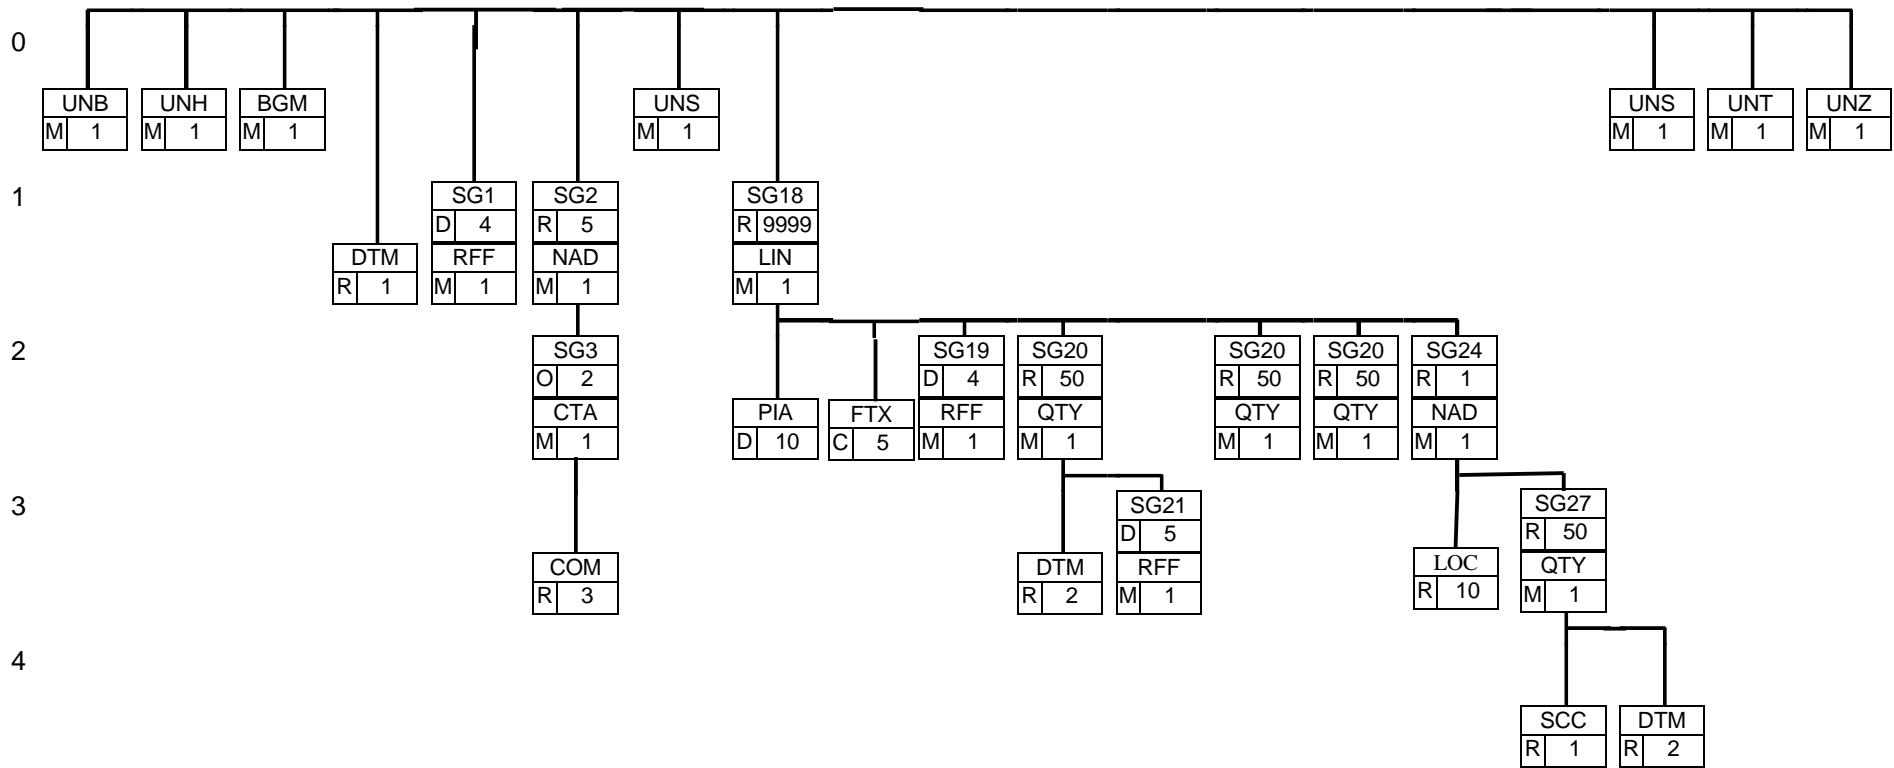 0
UNB UNH BGM UNS UNS UNT UNZ
M 1 M 1 M 1 M 1 M 1 M 1 M 1
1
SG1 SG2 SG18
D 4 R 5 R 9999
DTM RFF NAD LIN
R 1 M 1 M 1 M 1
2
SG3 SG19 SG20 SG20 SG20 SG24
O 2 D 4 R 50 R 50 R 50 R 1
CTA PIA FTX RFF QTY QTY QTY NAD
M 1 D 10 C 5 M 1 M 1 M 1 M 1 M 1
3
SG21 SG27
D 5 R 50
COM DTM RFF LOC QTY
R 3 R 2 M 1 R 10 M 1
4
SCC DTM
R 1 R 2